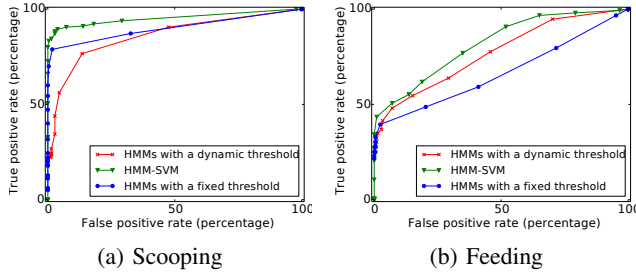 100
50
0
True positive rate (percentage)
HMMs with a dynamic threshold
HMM-SVM
HMMs with a fixed threshold
0
50
100
False positive rate (percentage)
(a) Scooping
100
50
0
True positive rate (percentage)
HMMs with a dynamic threshold
HMM-SVM
HMMs with a fixed threshold
0
50
100
False positive rate (percentage)
(b) Feeding